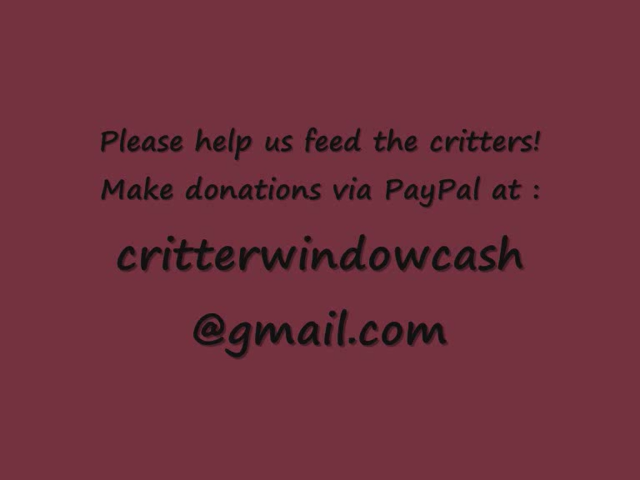 Please help us feed the critters!
Make donations via PayPal at :
critterwindowcash
@gmail.com